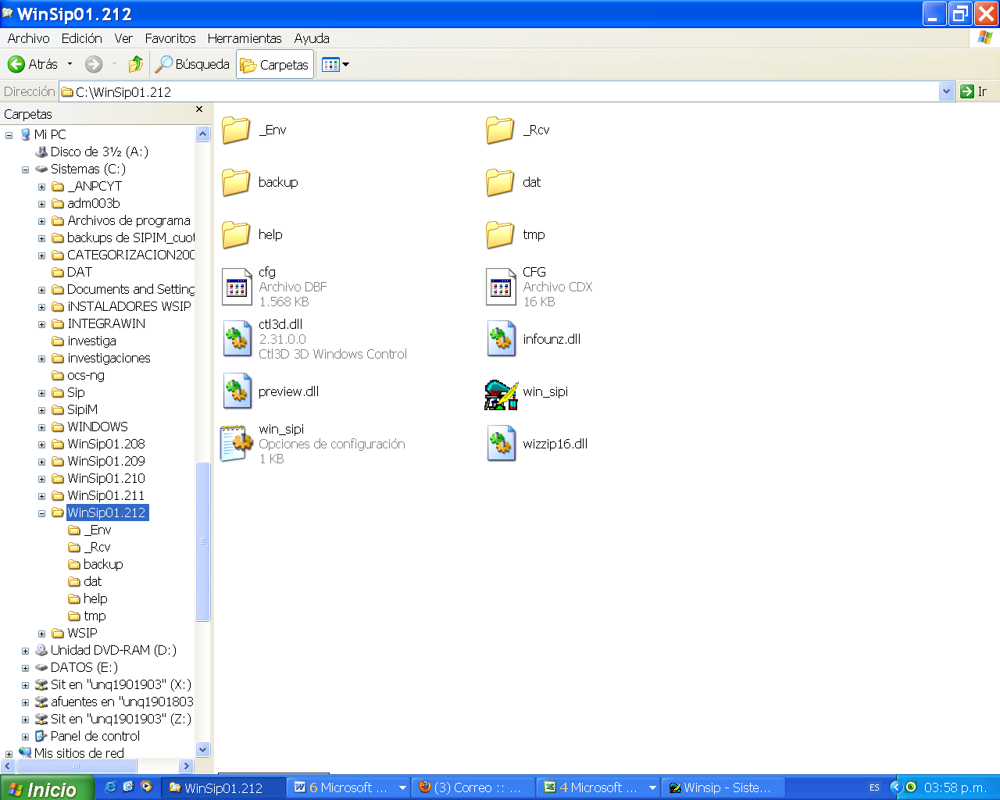 WinSip01.212
Archivo Edición Ver Favoritos Herramientas Ayuda
Atrás Búsqueda Carpetas
Dirección C:\WinSip01.212 Ir
Carpetas
Mi PC
Disco de 3½ (A:)
Sistemas (C:)
_ANPCYT
adm003b
Archivos de programa
backups de SIPIM_cuot
CATEGORIZACION200
DAT
Documents and Setting
iNSTALADORES WSIP
INTEGRAWIN
investiga
investigaciones
ocs-ng
Sip
SipiM
WINDOWS
WinSip01.208
WinSip01.209
WinSip01.210
WinSip01.211
WinSip01.212
_Env
_Rcv
backup
dat
help
tmp
WSIP
Unidad DVD-RAM (D:)
DATOS (E:)
Sit en "unq1901903" (X:)
afuentes en "unq1901803
Sit en "unq1901903" (Z:)
Panel de control
Mis sitios de red
_Env
_Rcv
backup
dat
help
tmp
cfg
Archivo DBF
1.568 KB
CFG
Archivo CDX
16 KB
ctl3d.dll
2.31.0.0
Ctl3D 3D Windows Control
infounz.dll
preview.dll
win_sipi
win_sipi
Opciones de configuración
1 KB
wizzip16.dll
Inicio WinSip01.212 6 Microsoft ... (3) Correo :: ... 4 Microsoft ... Winsip - Siste... ES 03:58 p.m.